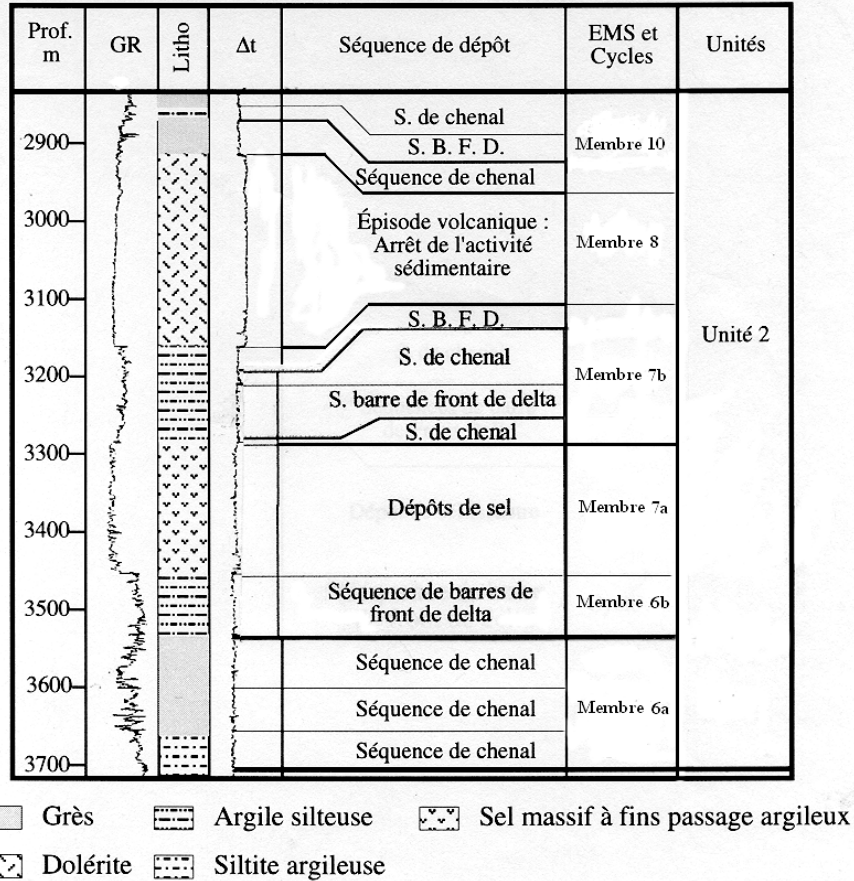 Prof. m
GR
Litho
Δt
Séquence de dépôt
EMS et Cycles
Unités
2900
3000
3100
3200
3300
3400
3500
3600
3700
S. de chenal
S. B. F. D.
Séquence de chenal
Épisode volcanique :
Arrêt de l'activité
sédimentaire
S. B. F. D.
S. de chenal
S. barre de front de delta
S. de chenal
Dépôts de sel
Séquence de barres de
front de delta
Séquence de chenal
Séquence de chenal
Séquence de chenal
Membre 10
Membre 8
Membre 7b
Membre 7a
Membre 6b
Membre 6a
Unité 2
Grès
Argile silteuse
Sel massif à fins passage argileux
Dolérite
Siltite argileuse